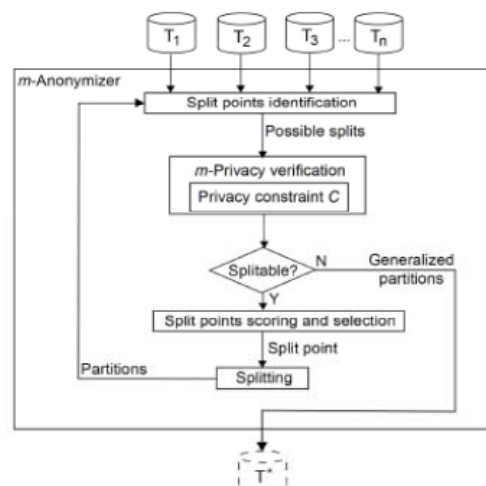 T1 T2 T3 ... Tn
m-Anonymizer
Split points identification
Possible splits
m-Privacy verification
Privacy constraint C
Splitable?
N
Generalized
partitions
Y
Split points scoring and selection
Split point
Partitions
Splitting
T*